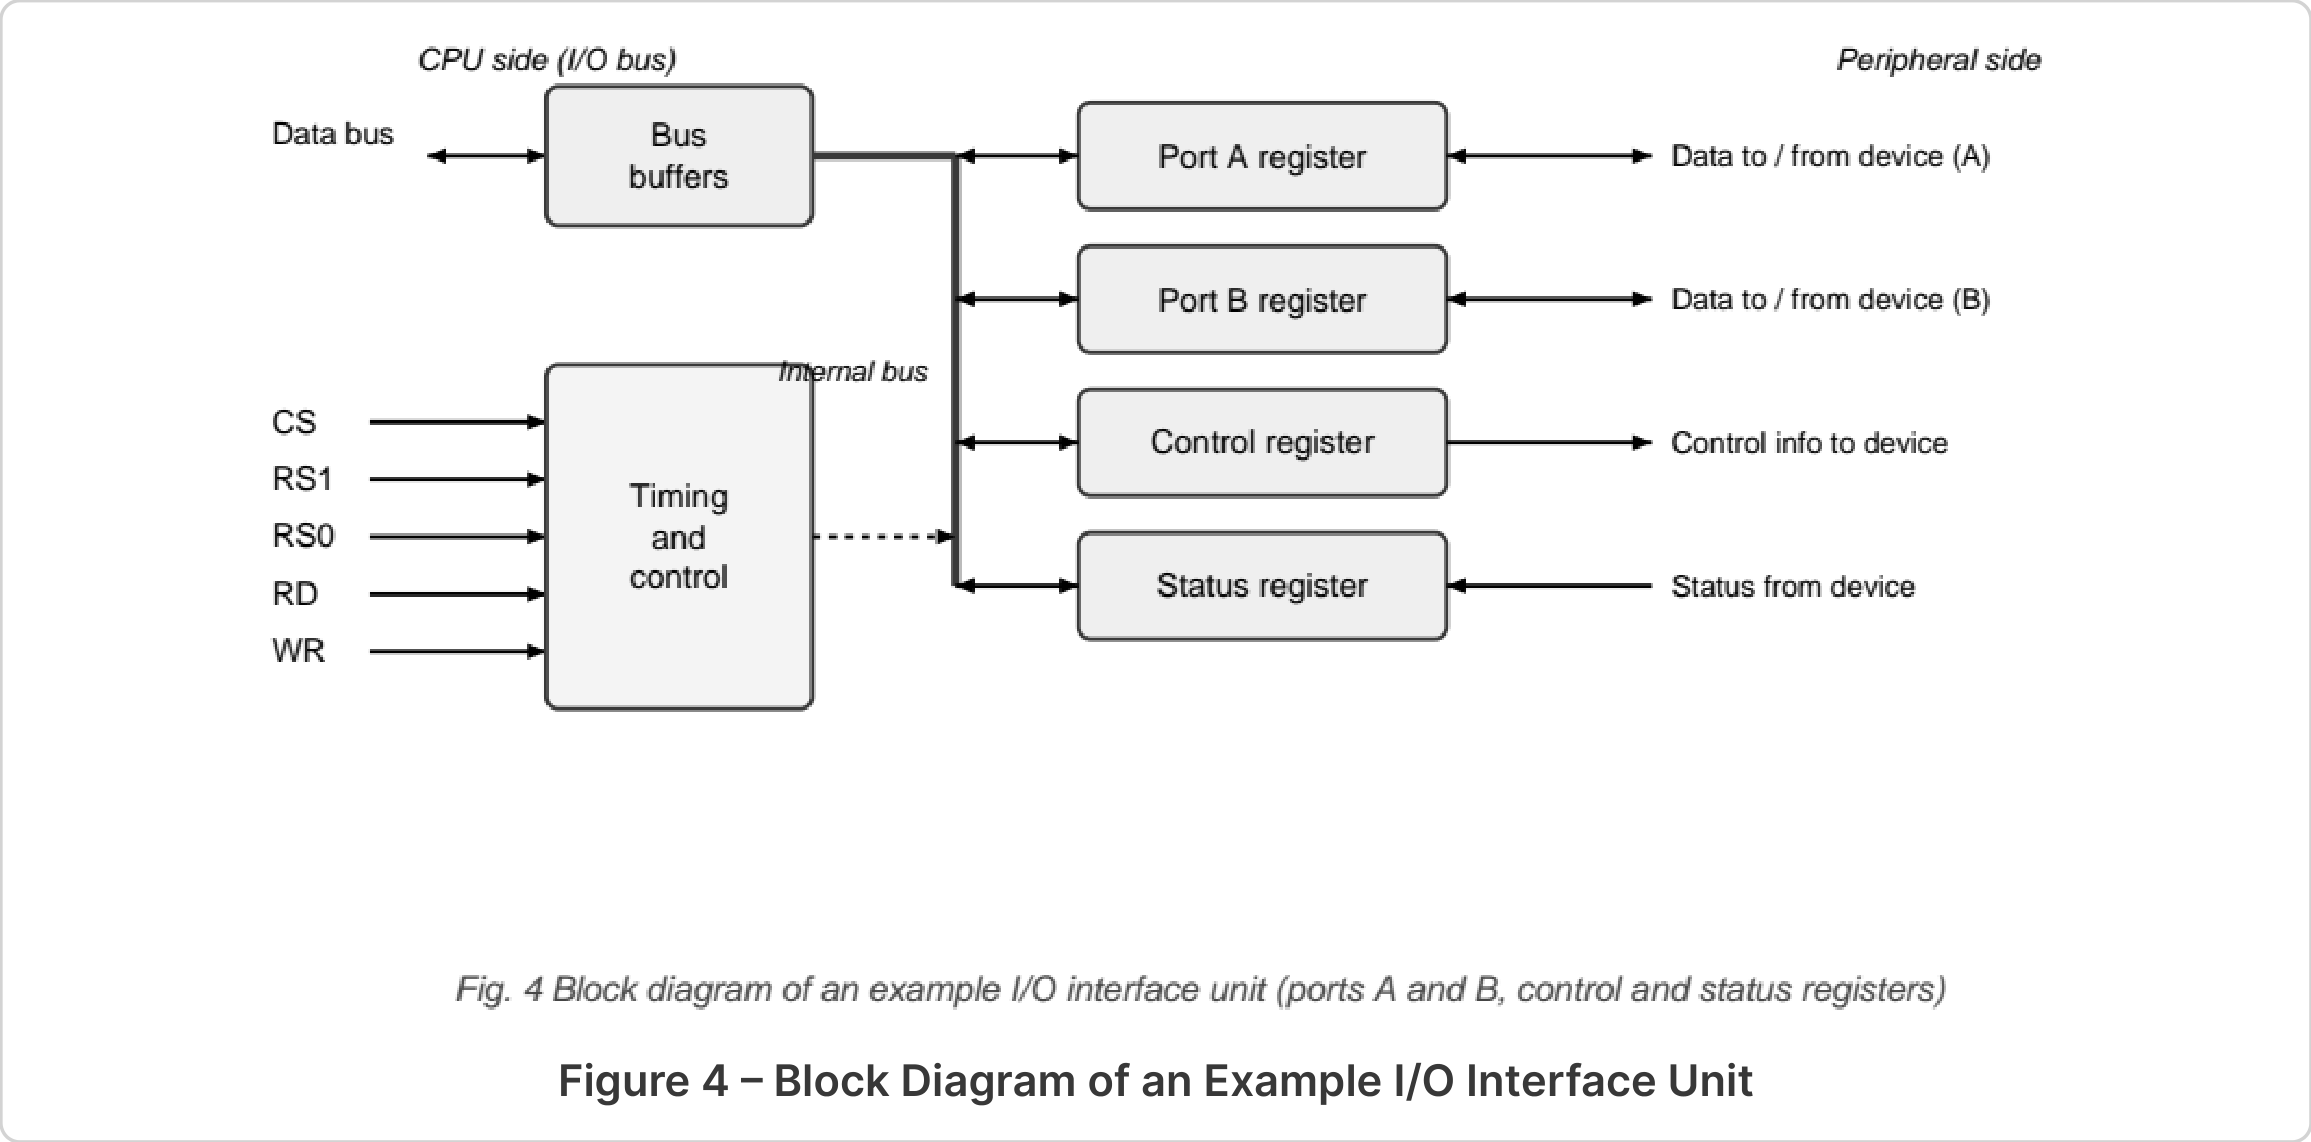 CPU side (I/O bus)
Peripheral side
Data bus
Bus
buffers
Port A register
Data to / from device (A)
Port B register
Data to / from device (B)
Internal bus
CS
RS1
RS0
RD
WR
Timing
and
control
Control register
Control info to device
Status register
Status from device
Fig. 4 Block diagram of an example I/O interface unit (ports A and B, control and status registers)
Figure 4 – Block Diagram of an Example I/O Interface Unit